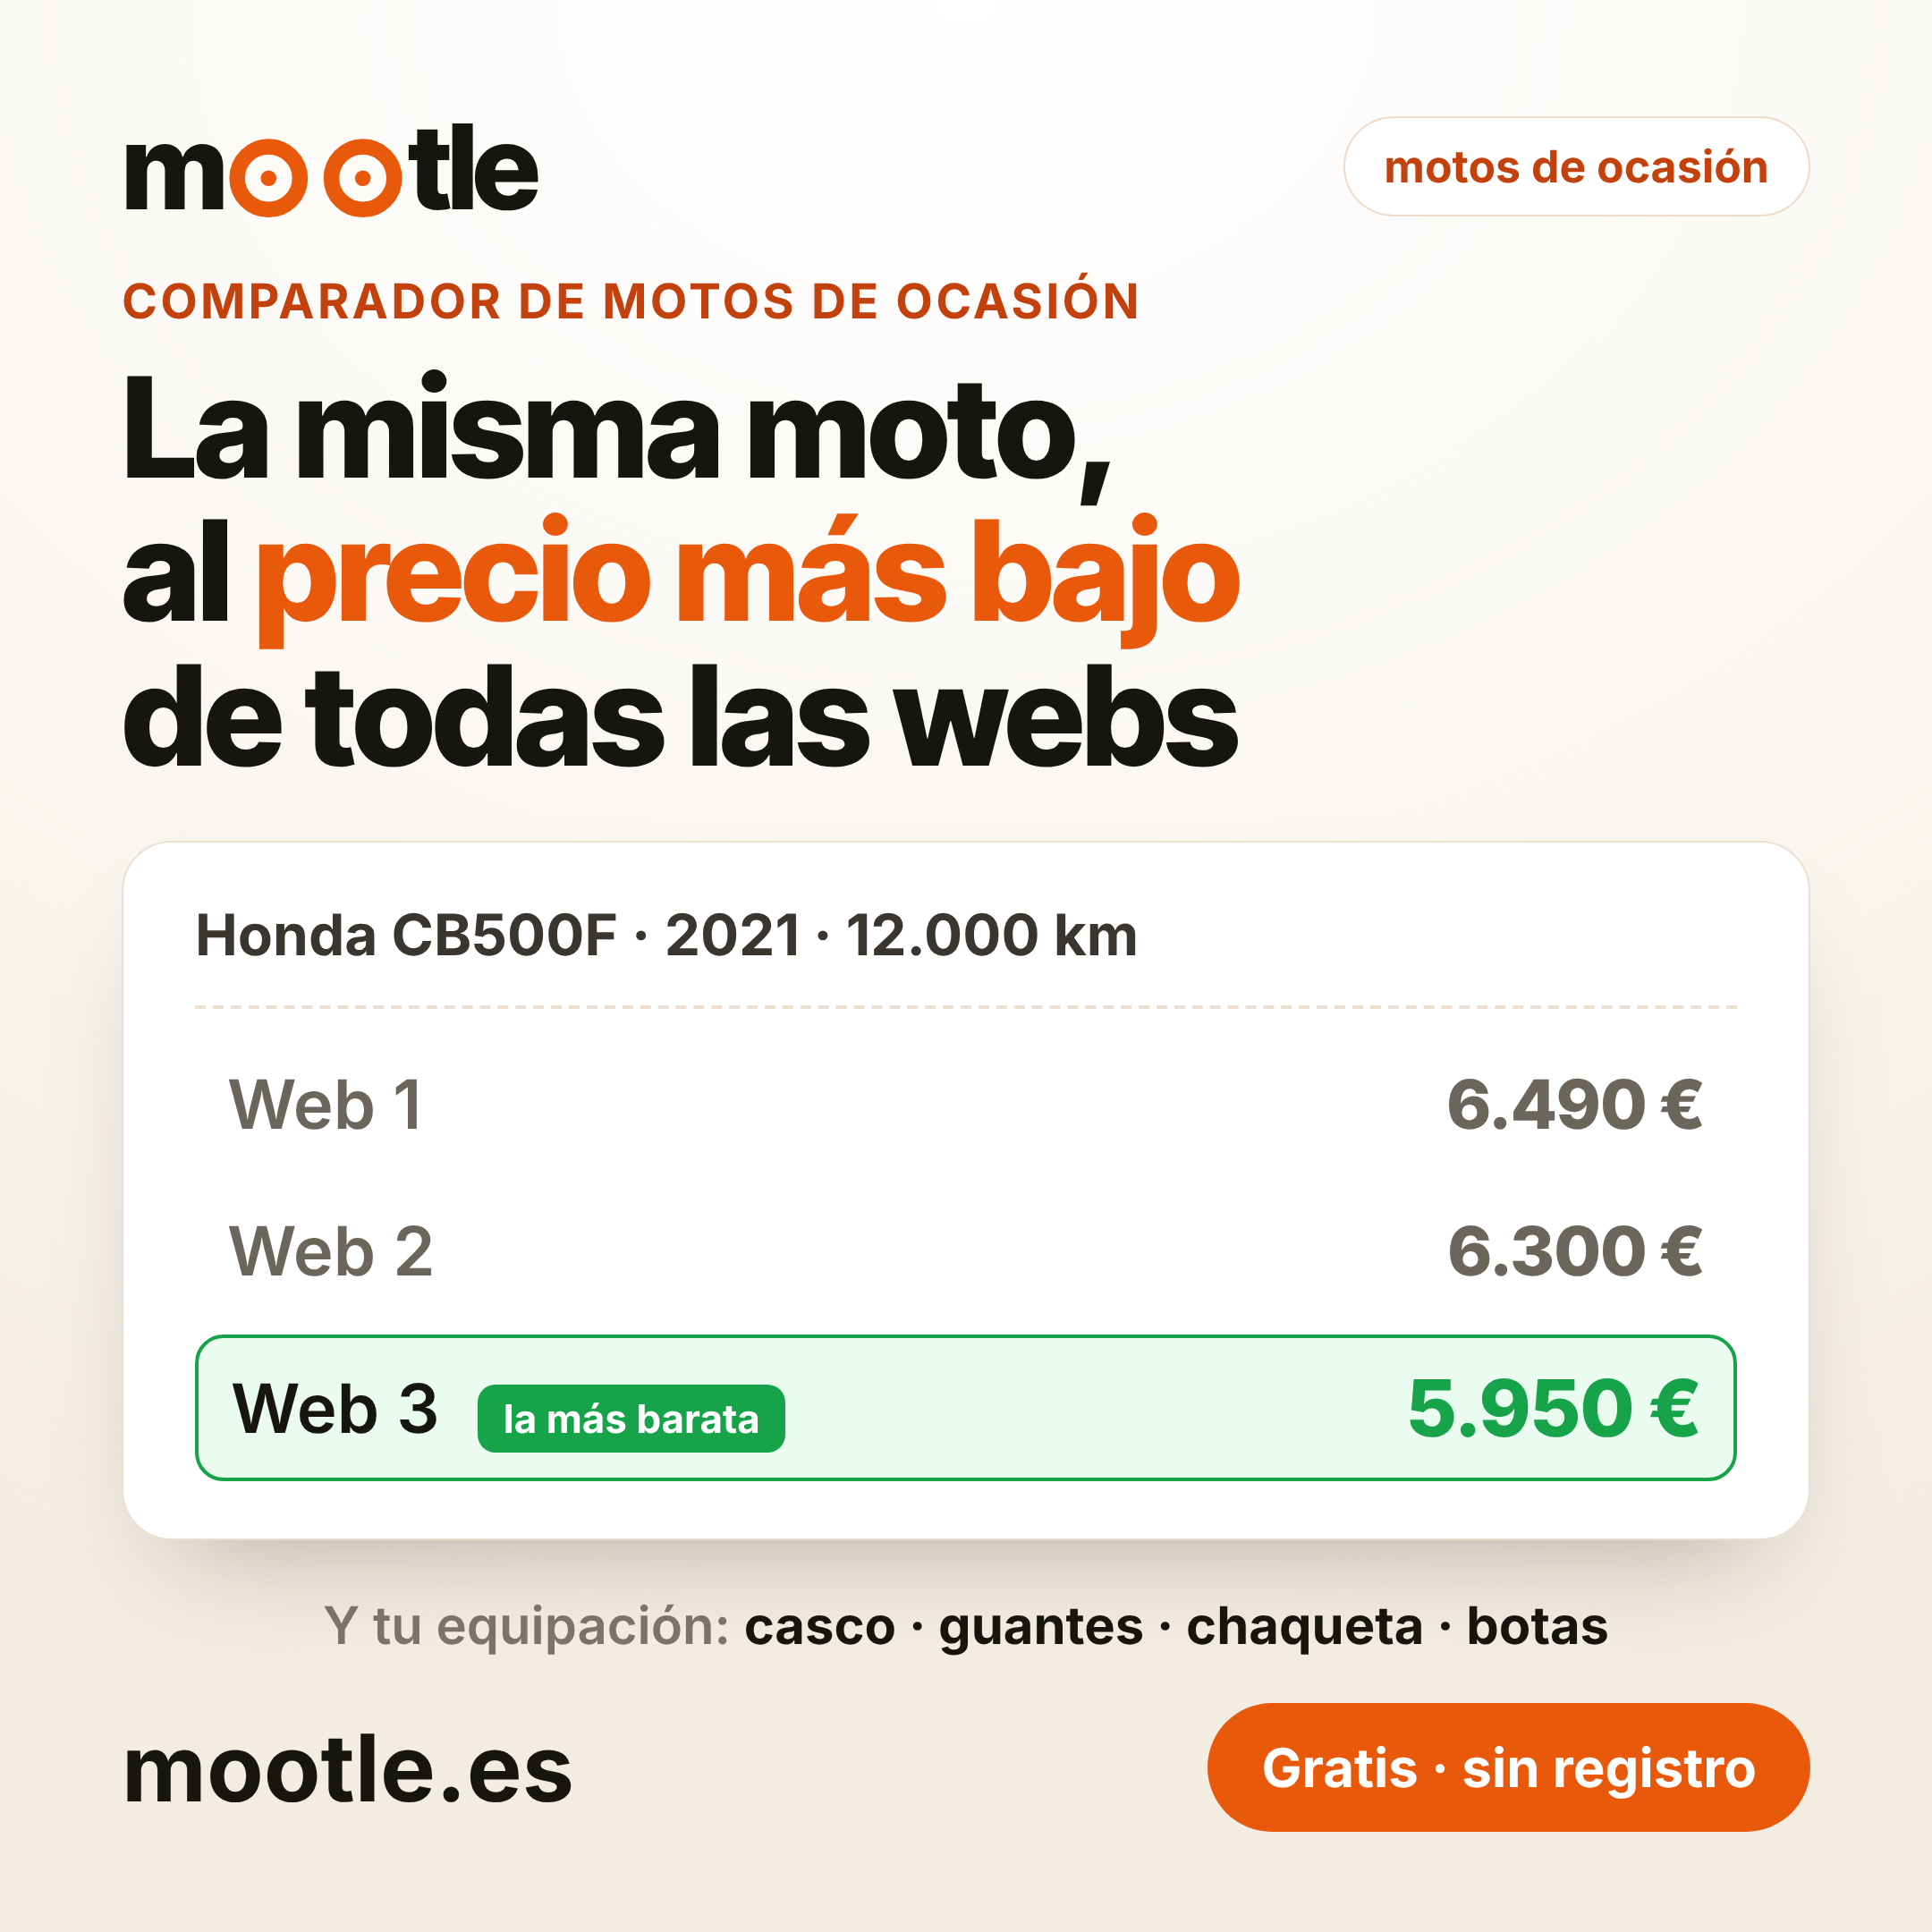 mootle
motos de ocasión
COMPARADOR DE MOTOS DE OCASIÓN
La misma moto,
al precio más bajo
de todas las webs
Honda CB500F · 2021 · 12.000 km
Web 1 6.490 €
Web 2 6.300 €
Web 3 la más barata 5.950 €
Y tu equipación: casco · guantes · chaqueta · botas
mootle.es
Gratis · sin registro